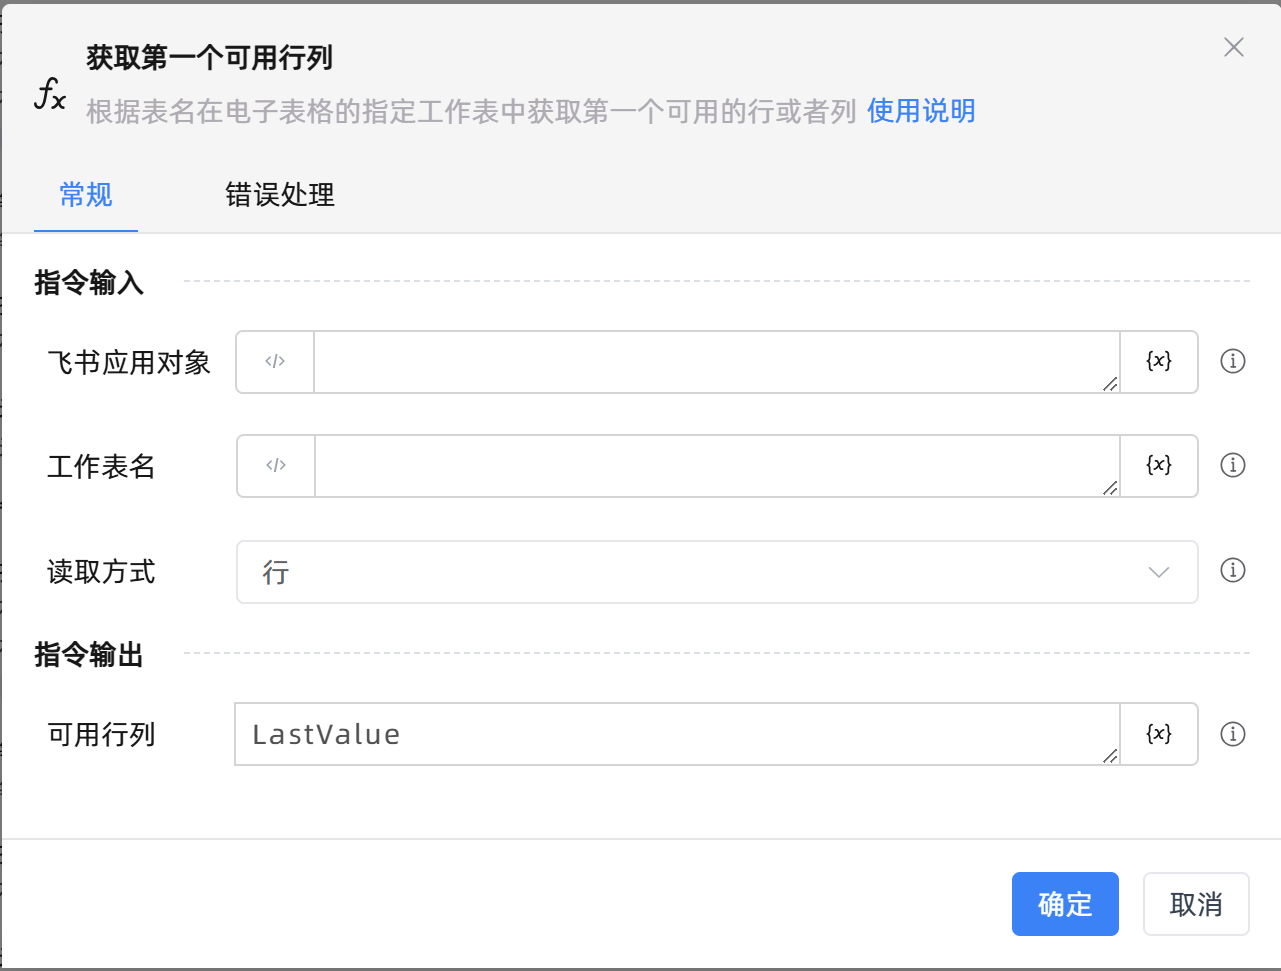 获取第一个可用行列
fx
根据表名在电子表格的指定工作表中获取第一个可用的行或者列 使用说明
常规 错误处理
指令输入
飞书应用对象 </> {x}
工作表名 </> {x}
读取方式 行
指令输出
可用行列 LastValue {x}
确定 取消